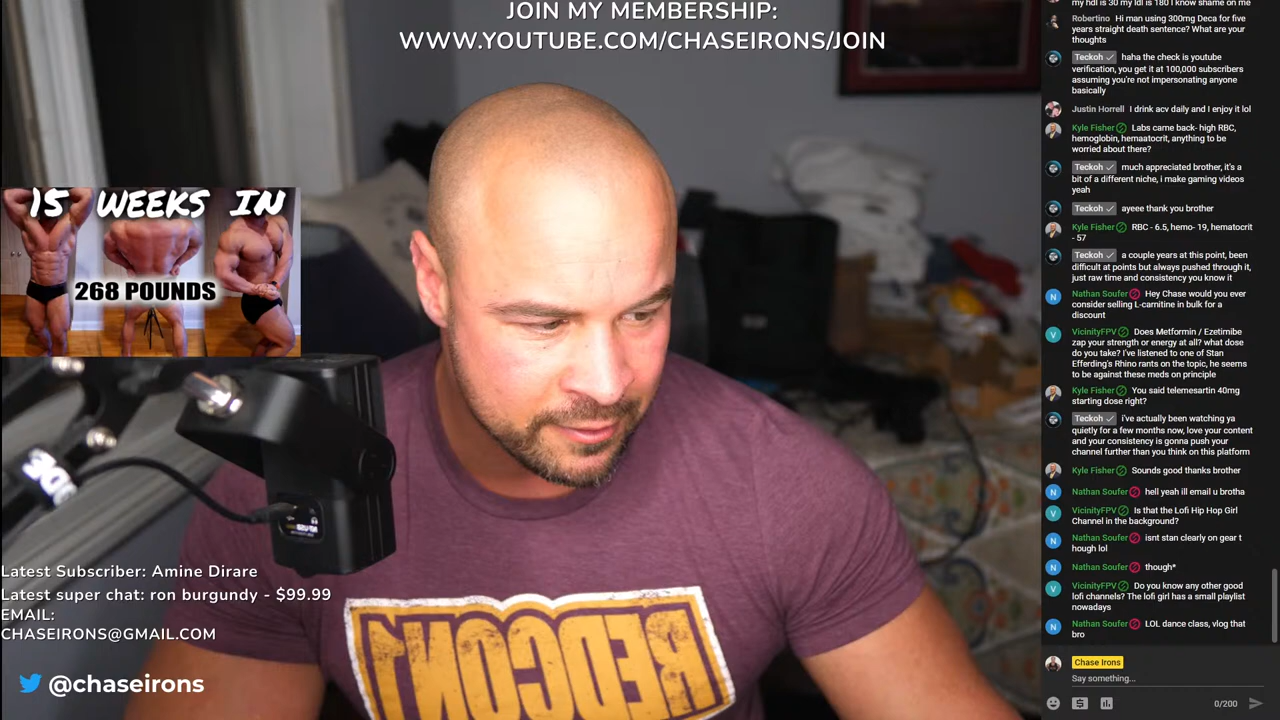 JOIN MY MEMBERSHIP:
WWW.YOUTUBE.COM/CHASEIRONS/JOIN
15 WEEKS IN
268 POUNDS
Latest Subscriber: Amine Dirare
Latest super chat: ron burgundy - $99.99
EMAIL:
CHASEIRONS@GMAIL.COM
@chaseirons
REDCON1
my hdl is 30 my ldl is 180 I know shame on me
Robertino Hi man using 300mg Deca for five
years straight death sentence? What are your
thoughts
Teckoh haha the check is youtube
verification, you get it at 100,000 subscribers
assuming you're not impersonating anyone
basically
Justin Horrell I drink acv daily and I enjoy it lol
Kyle Fisher Labs came back- high RBC,
hemoglobin, hemaatocrit, anything to be
worried about there?
Teckoh much appreciated brother, it's a
bit of a different niche, i make gaming videos
yeah
Teckoh ayeee thank you brother
Kyle Fisher RBC - 6.5, hemo- 19, hematocrit
- 57
Teckoh a couple years at this point, been
difficult at points but always pushed through it,
just raw time and consistency you know it
N Nathan Soufer Hey Chase would you ever
consider selling L-carnitine in bulk for a
discount
V VicinityFPV Does Metformin / Ezetimibe
zap your strength or energy at all? what dose
do you take? I've listened to one of Stan
Efferding's Rhino rants on the topic, he seems
to be against these meds on principle
Kyle Fisher You said telemesartin 40mg
starting dose right?
Teckoh i've actually been watching ya
quietly for a few months now, love your content
and your consistency is gonna push your
channel further than you think on this platform
Kyle Fisher Sounds good thanks brother
N Nathan Soufer hell yeah ill email u brotha
V VicinityFPV Is that the Lofi Hip Hop Girl
Channel in the background?
N Nathan Soufer isnt stan clearly on gear t
hough lol
N Nathan Soufer though*
V VicinityFPV Do you know any other good
lofi channels? The lofi girl has a small playlist
nowadays
N Nathan Soufer LOL dance class, vlog that
bro
Chase Irons
Say something...
0/200